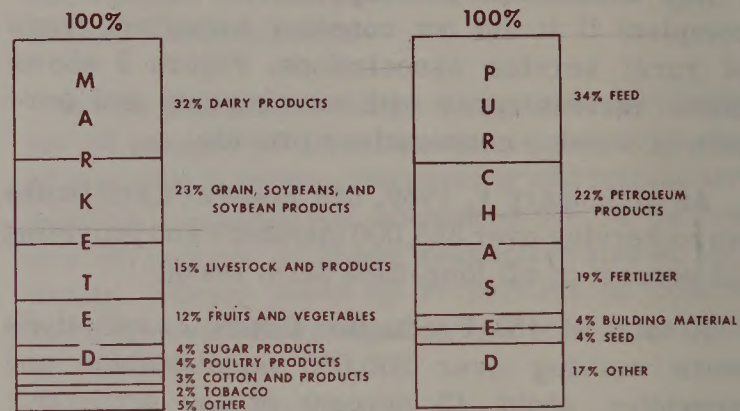 100%
MARKETED
32% DAIRY PRODUCTS
23% GRAIN, SOYBEANS, AND
SOYBEAN PRODUCTS
15% LIVESTOCK AND PRODUCTS
12% FRUITS AND VEGETABLES
4% SUGAR PRODUCTS
4% POULTRY PRODUCTS
3% COTTON AND PRODUCTS
2% TOBACCO
5% OTHER
100%
PURCHASED
34% FEED
22% PETROLEUM
PRODUCTS
19% FERTILIZER
4% BUILDING MATERIAL
4% SEED
17% OTHER